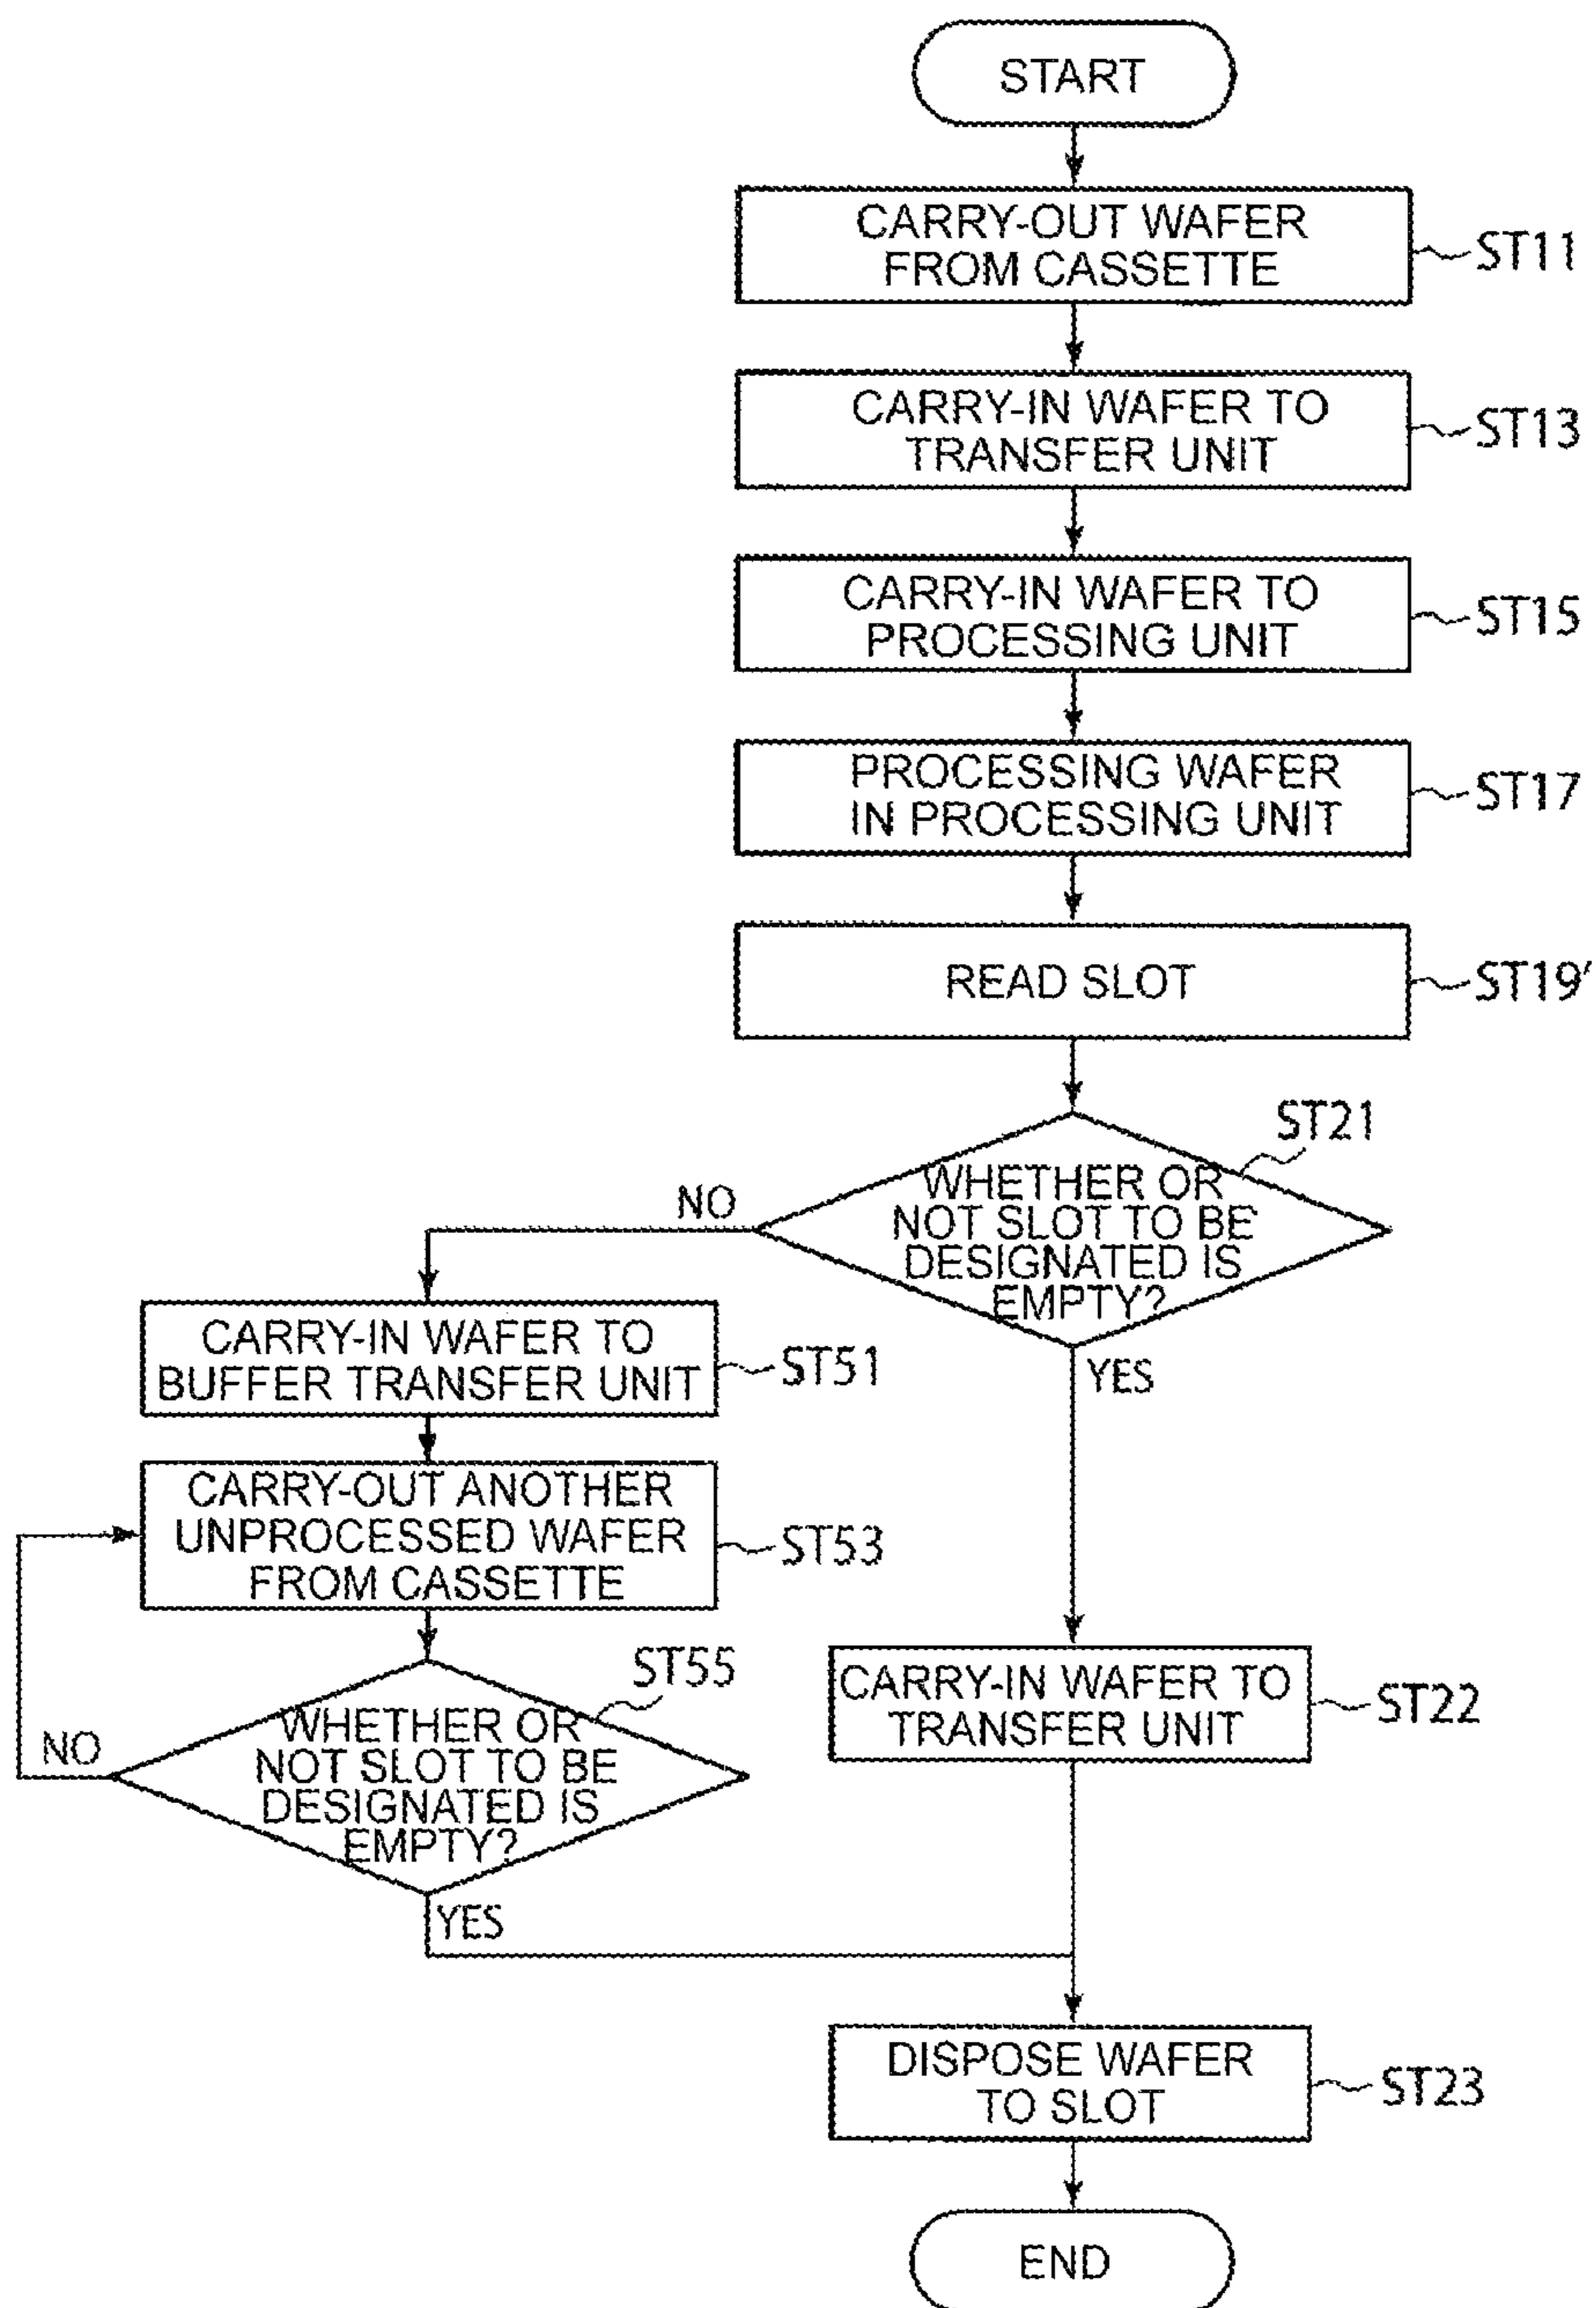 START
CARRY-OUT WAFER
FROM CASSETTE
ST11
CARRY-IN WAFER TO
TRANSFER UNIT
ST13
CARRY-IN WAFER TO
PROCESSING UNIT
ST15
PROCESSING WAFER
IN PROCESSING UNIT
ST17
READ SLOT
ST19'
ST21
WHETHER OR
NOT SLOT TO BE
DESIGNATED IS
EMPTY?
NO
YES
CARRY-IN WAFER TO
BUFFER TRANSFER UNIT
ST51
CARRY-OUT ANOTHER
UNPROCESSED WAFER
FROM CASSETTE
ST53
ST55
WHETHER OR
NOT SLOT TO BE
DESIGNATED IS
EMPTY?
NO
YES
CARRY-IN WAFER TO
TRANSFER UNIT
ST22
DISPOSE WAFER
TO SLOT
ST23
END